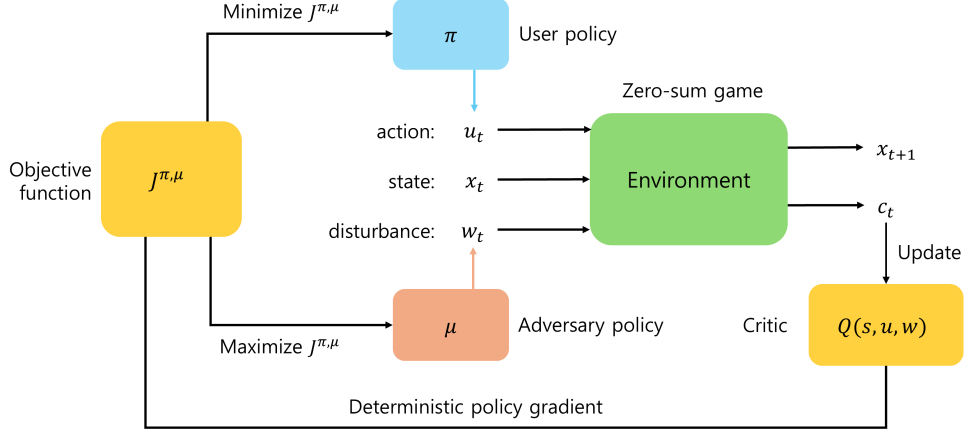 Minimize J^{π,μ}
π
User policy
Zero-sum game
action: u_t
x_{t+1}
Objective
function
J^{π,μ}
state: x_t
Environment
c_t
disturbance: w_t
Update
μ
Adversary policy
Critic
Q(s, u, w)
Maximize J^{π,μ}
Deterministic policy gradient